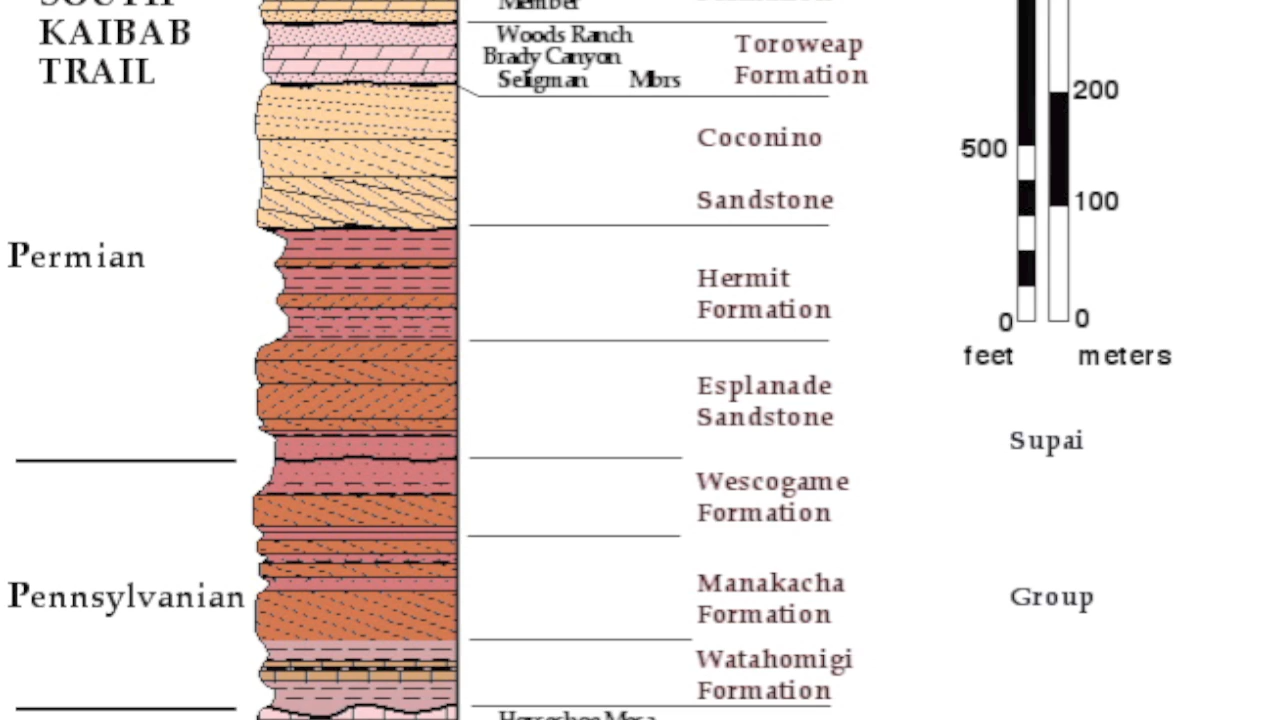 SOUTH
KAIBAB
TRAIL
Member
Woods Ranch
Brady Canyon
Seligman Mbrs
Toroweap
Formation
Coconino
Sandstone
Permian
Hermit
Formation
Esplanade
Sandstone
Wescogame
Formation
Pennsylvanian
Manakacha
Formation
Watahomigi
Formation
Supai
Group
500
0
feet
200
100
0
meters